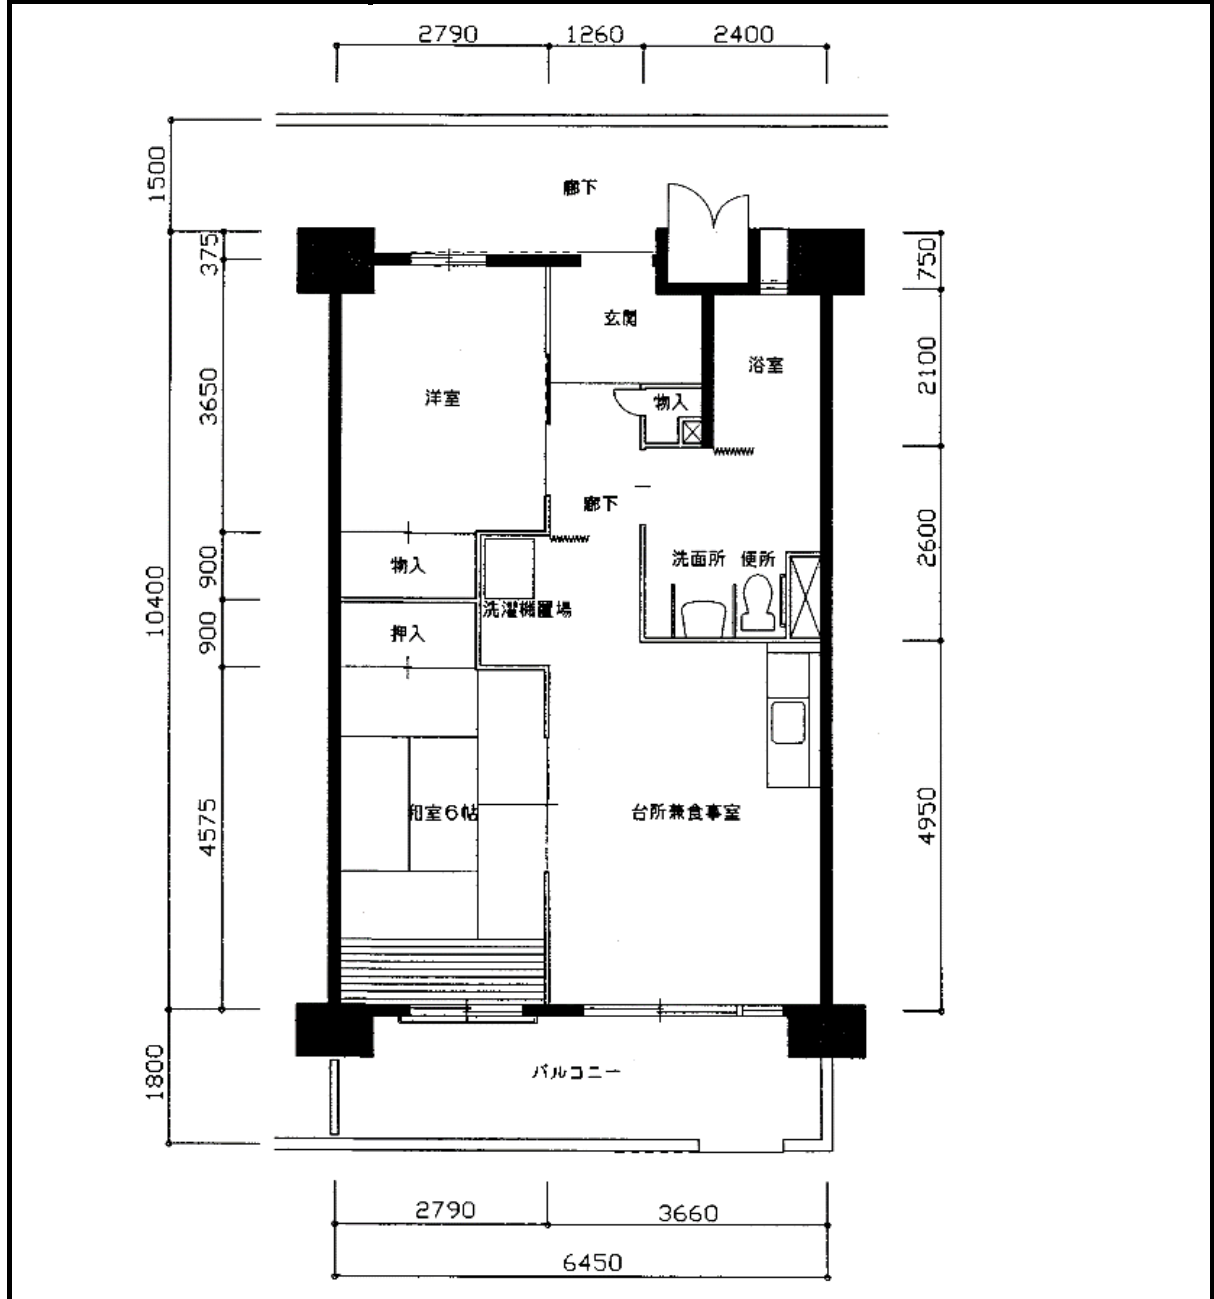 2790
1260
2400
1500
廊下
375
750
玄関
浴室
2100
洋室
3650
物入
廊下
2600
洗面所
便所
物入
900
10400
洗濯機置場
押入
900
和室6帖
台所兼食事室
4575
4950
バルコニー
1800
2790
3660
6450